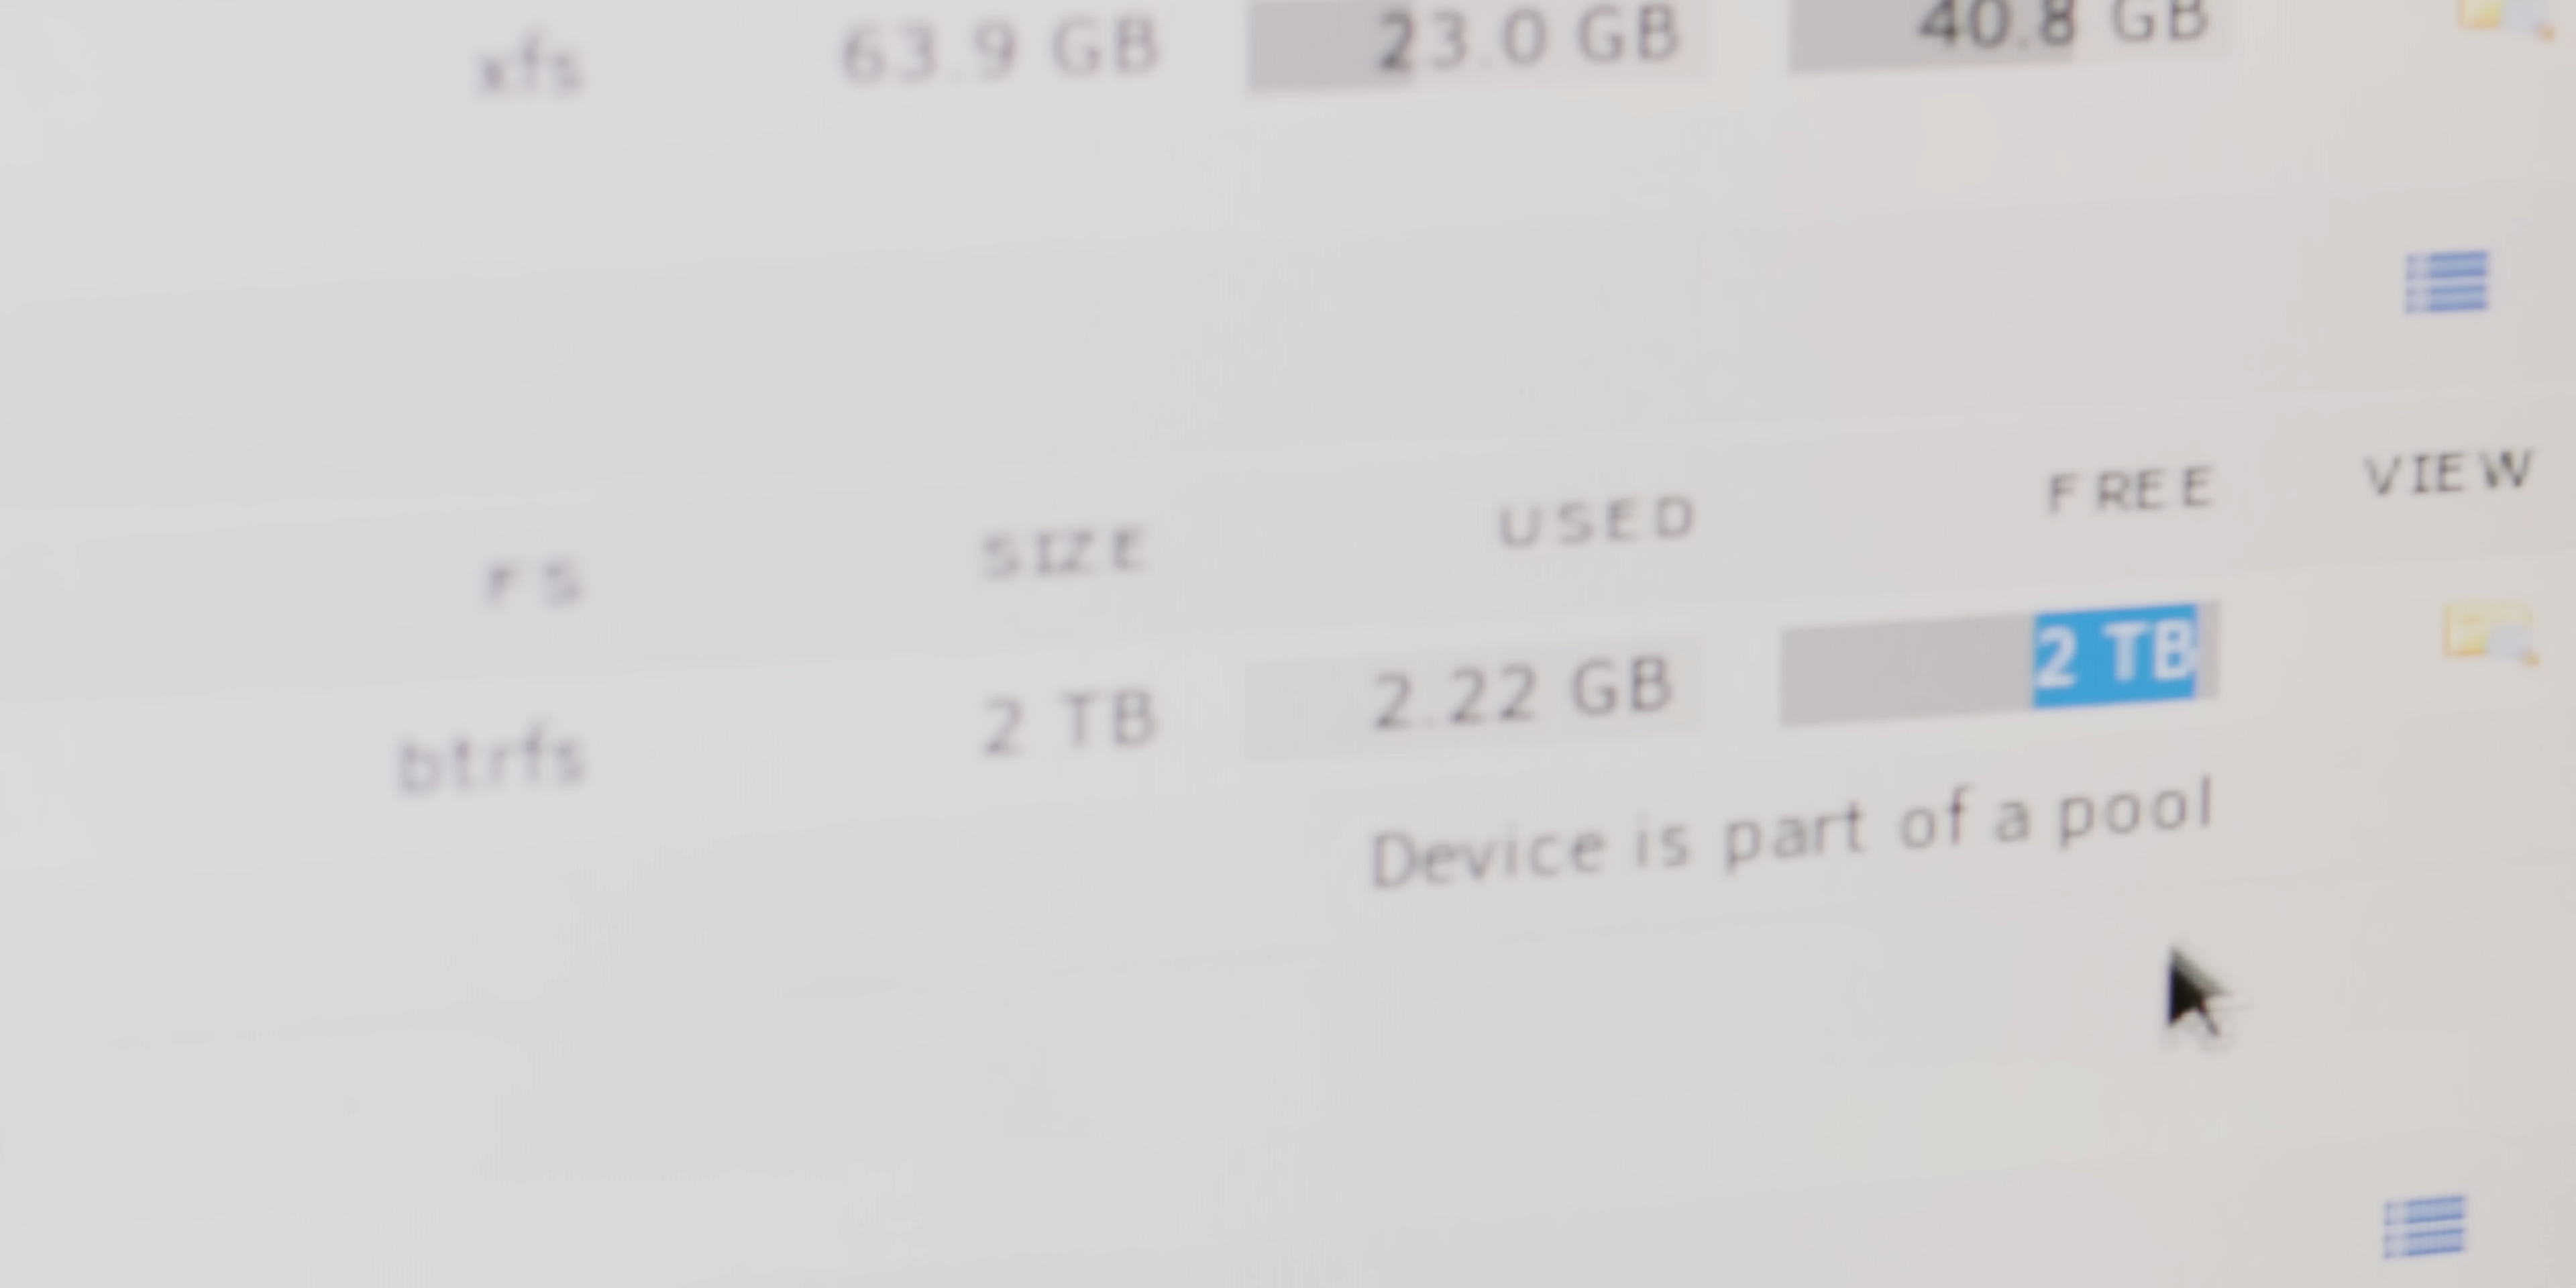 xfs 63.9 GB 23.0 GB 40.8 GB
FS SIZE USED FREE VIEW
btrfs 2 TB 2.22 GB 2 TB
Device is part of a pool